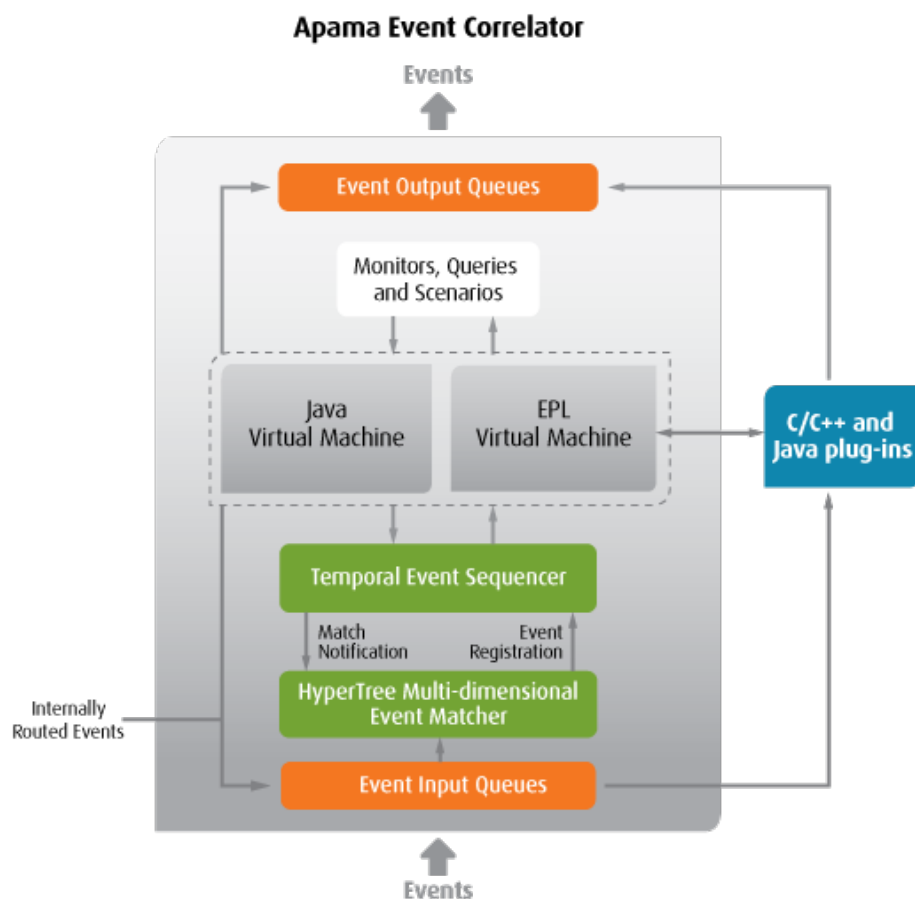 Apama Event Correlator
Events
Event Output Queues
Monitors, Queries
and Scenarios
Java
Virtual Machine
EPL
Virtual Machine
C/C++ and
Java plug-ins
Temporal Event Sequencer
Match
Notification
Event
Registration
HyperTree Multi-dimensional
Event Matcher
Internally
Routed Events
Event Input Queues
Events